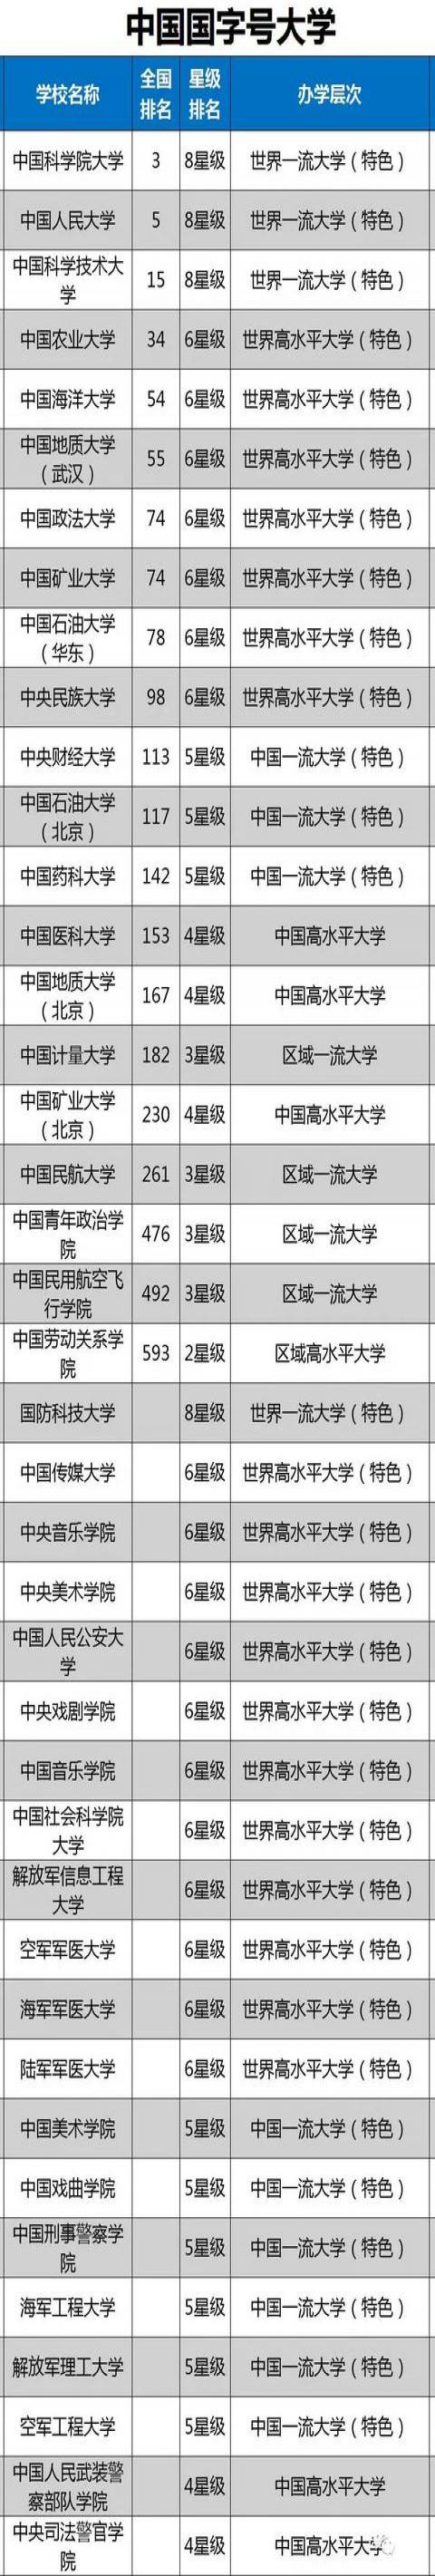 中国国字号大学
学校名称 全国排名 星级排名 办学层次
中国科学院大学 3 8星级 世界一流大学（特色）
中国人民大学 5 8星级 世界一流大学（特色）
中国科学技术大学 15 8星级 世界一流大学（特色）
中国农业大学 34 6星级 世界高水平大学（特色）
中国海洋大学 54 6星级 世界高水平大学（特色）
中国地质大学（武汉） 55 6星级 世界高水平大学（特色）
中国政法大学 74 6星级 世界高水平大学（特色）
中国矿业大学 74 6星级 世界高水平大学（特色）
中国石油大学（华东） 78 6星级 世界高水平大学（特色）
中央民族大学 98 6星级 世界高水平大学（特色）
中央财经大学 113 5星级 中国一流大学（特色）
中国石油大学（北京） 117 5星级 中国一流大学（特色）
中国药科大学 142 5星级 中国一流大学（特色）
中国医科大学 153 4星级 中国高水平大学
中国地质大学（北京） 167 4星级 中国高水平大学
中国计量大学 182 3星级 区域一流大学
中国矿业大学（北京） 230 4星级 中国高水平大学
中国民航大学 261 3星级 区域一流大学
中国青年政治学院 476 3星级 区域一流大学
中国民用航空飞行学院 492 3星级 区域一流大学
中国劳动关系学院 593 2星级 区域高水平大学
国防科技大学 8星级 世界一流大学（特色）
中国传媒大学 6星级 世界高水平大学（特色）
中央音乐学院 6星级 世界高水平大学（特色）
中央美术学院 6星级 世界高水平大学（特色）
中国人民公安大学 6星级 世界高水平大学（特色）
中央戏剧学院 6星级 世界高水平大学（特色）
中国音乐学院 6星级 世界高水平大学（特色）
中国社会科学院大学 6星级 世界高水平大学（特色）
解放军信息工程大学 6星级 世界高水平大学（特色）
空军军医大学 6星级 世界高水平大学（特色）
海军军医大学 6星级 世界高水平大学（特色）
陆军军医大学 6星级 世界高水平大学（特色）
中国美术学院 5星级 中国一流大学（特色）
中国戏曲学院 5星级 中国一流大学（特色）
中国刑事警察学院 5星级 中国一流大学（特色）
海军工程大学 5星级 中国一流大学（特色）
解放军理工大学 5星级 中国一流大学（特色）
空军工程大学 5星级 中国一流大学（特色）
中国人民武装警察部队学院 4星级 中国高水平大学
中央司法警官学院 4星级 中国高水平大学